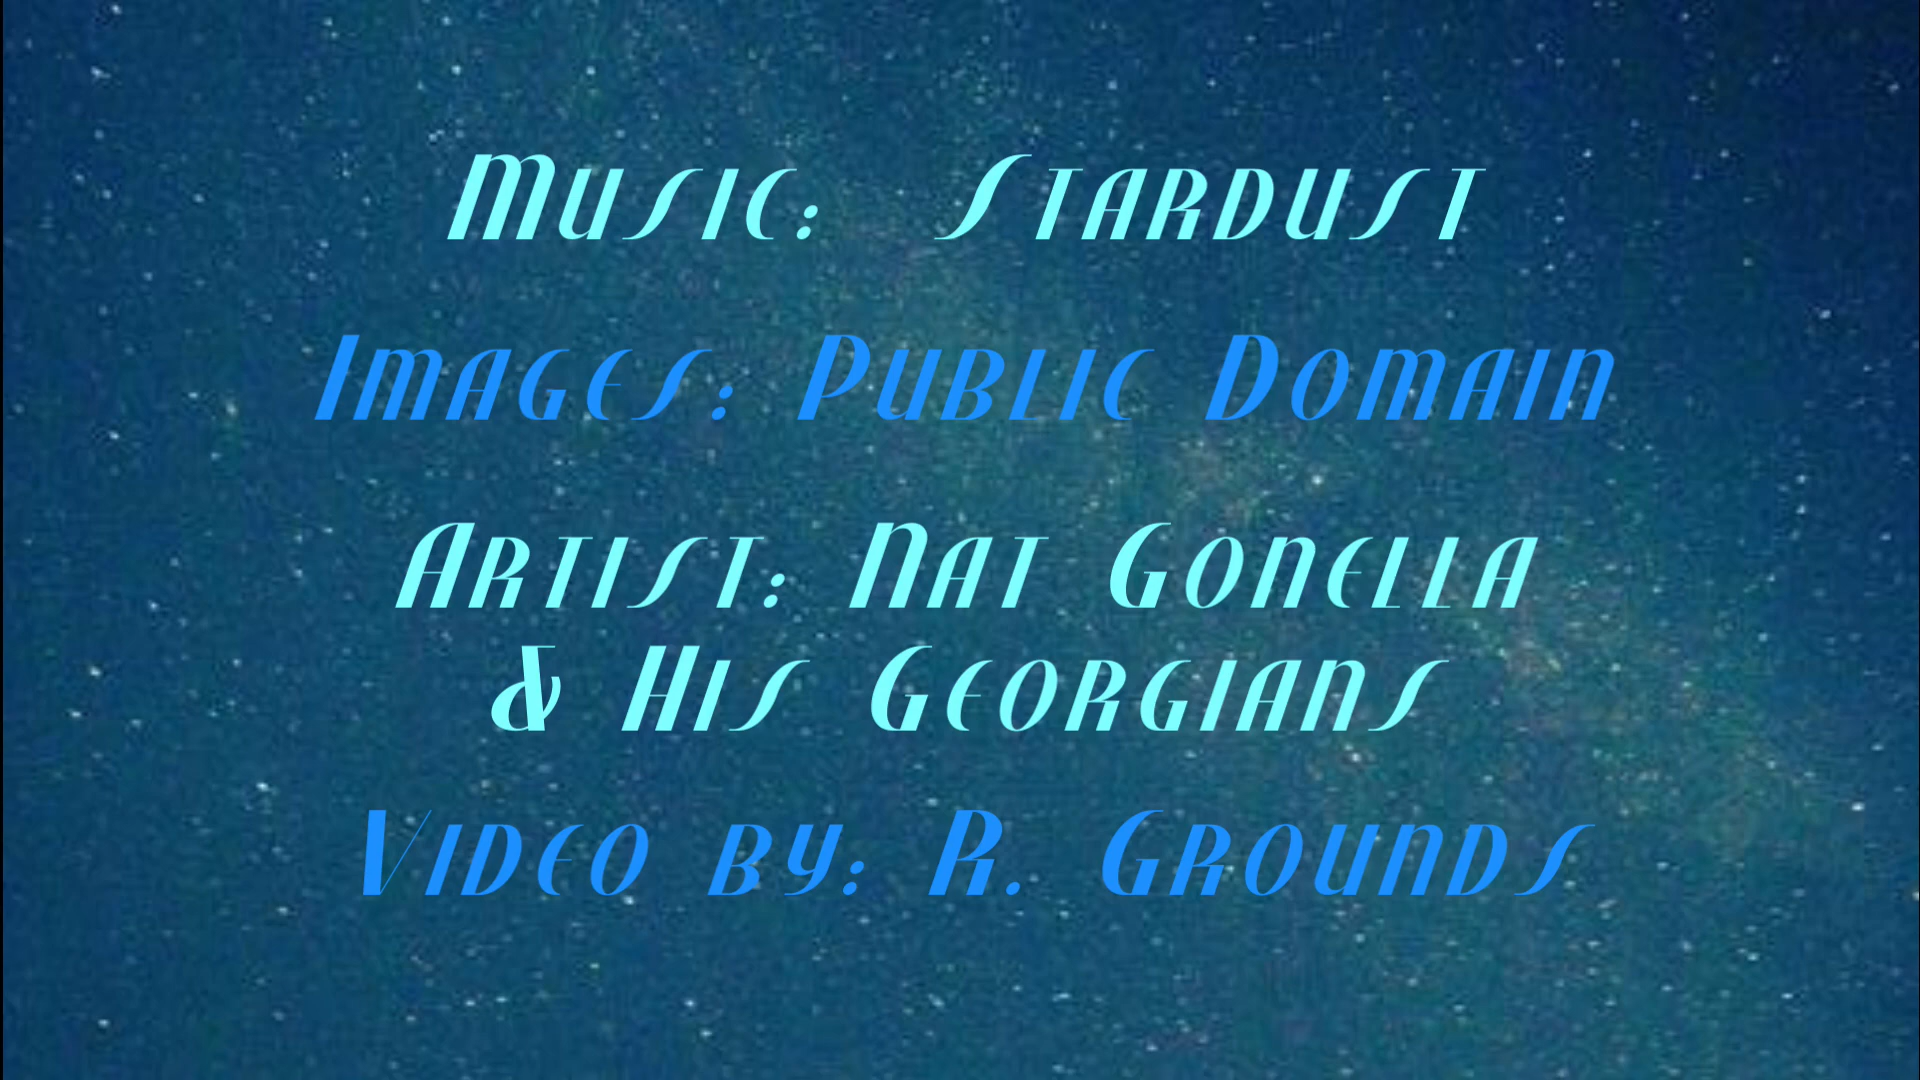 Music: Stardust
Images: Public Domain
Artist: Nat Gonella
& His Georgians
Video by: R. Grounds